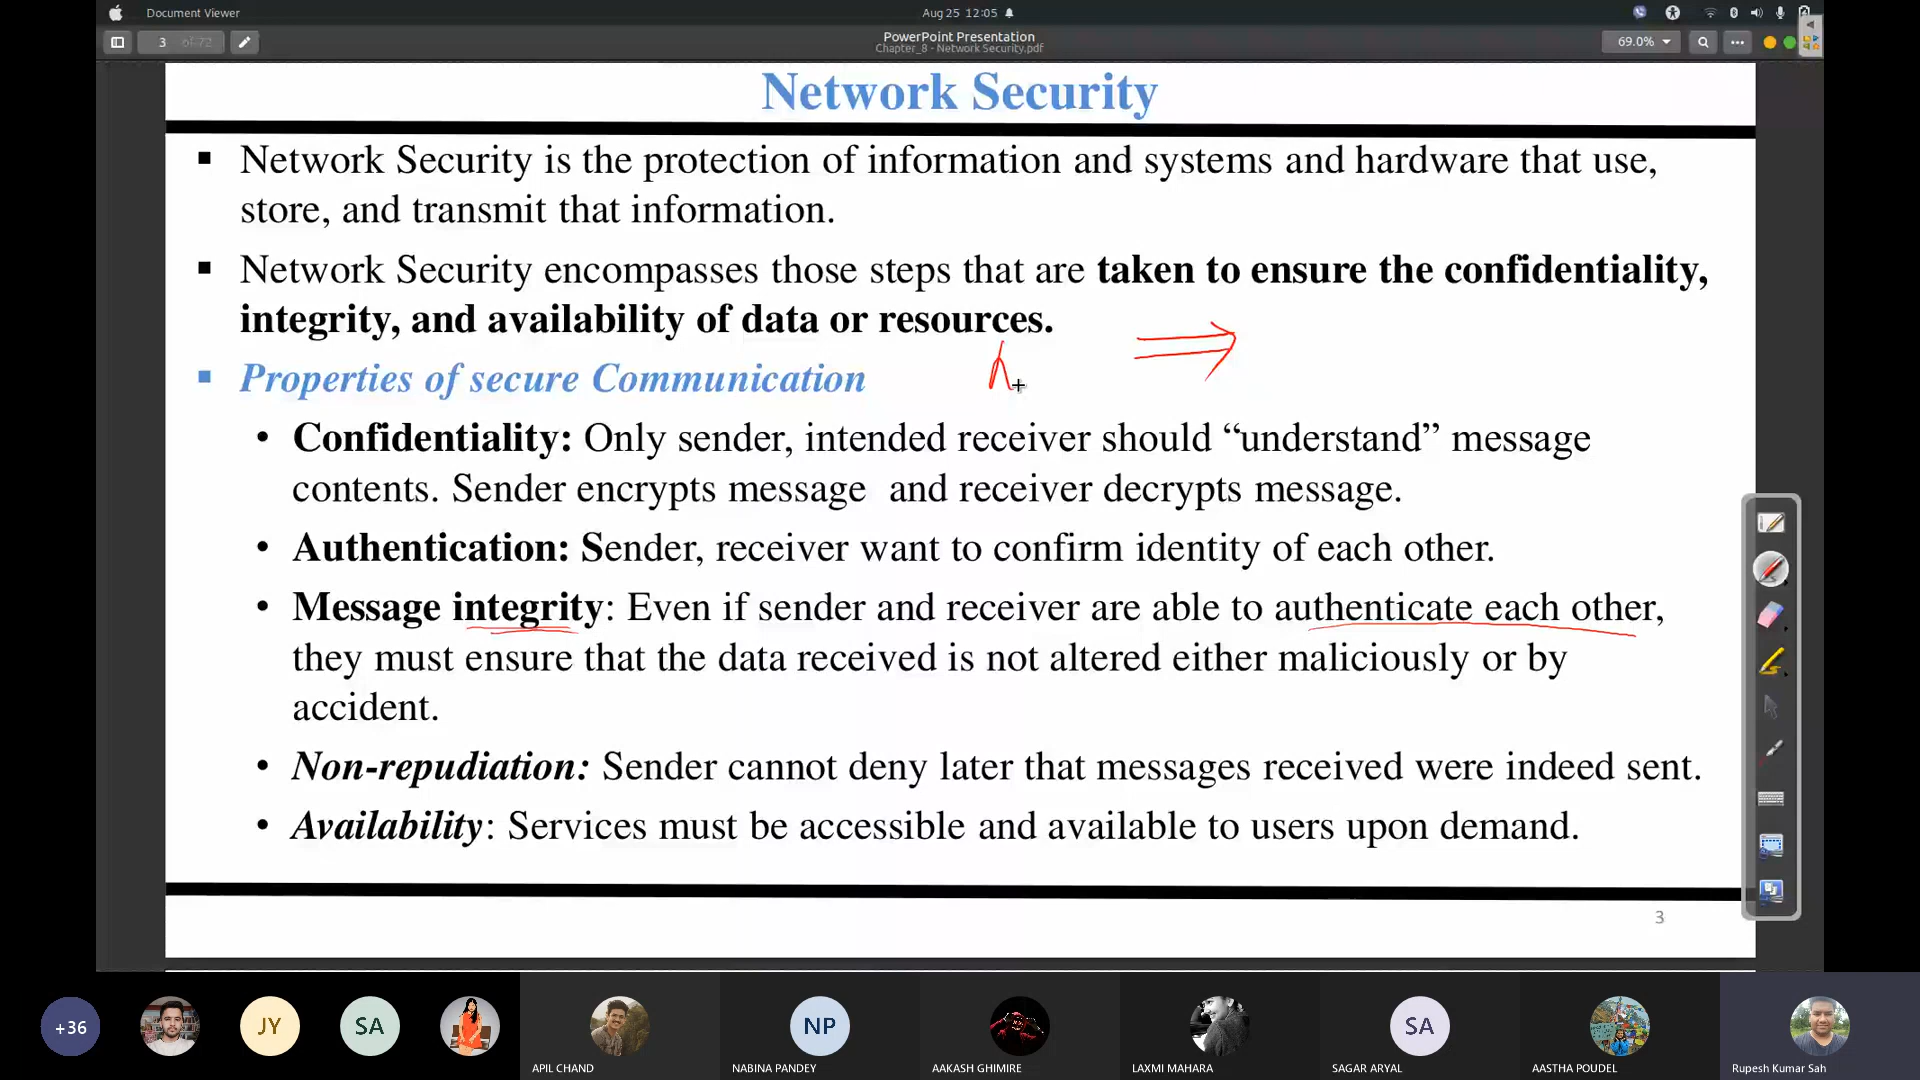 Document Viewer
Aug 25 12:05
3 of 72
PowerPoint Presentation
Chapter_8 - Network Security.pdf
69.0%
Network Security
▪ Network Security is the protection of information and systems and hardware that use,
store, and transmit that information.
▪ Network Security encompasses those steps that are taken to ensure the confidentiality,
integrity, and availability of data or resources.
▪ Properties of secure Communication
• Confidentiality: Only sender, intended receiver should “understand” message
contents. Sender encrypts message and receiver decrypts message.
• Authentication: Sender, receiver want to confirm identity of each other.
• Message integrity: Even if sender and receiver are able to authenticate each other,
they must ensure that the data received is not altered either maliciously or by
accident.
• Non-repudiation: Sender cannot deny later that messages received were indeed sent.
• Availability: Services must be accessible and available to users upon demand.
3
+36
JY
SA
NP
SA
APIL CHAND
NABINA PANDEY
AAKASH GHIMIRE
LAXMI MAHARA
SAGAR ARYAL
AASTHA POUDEL
Rupesh Kumar Sah